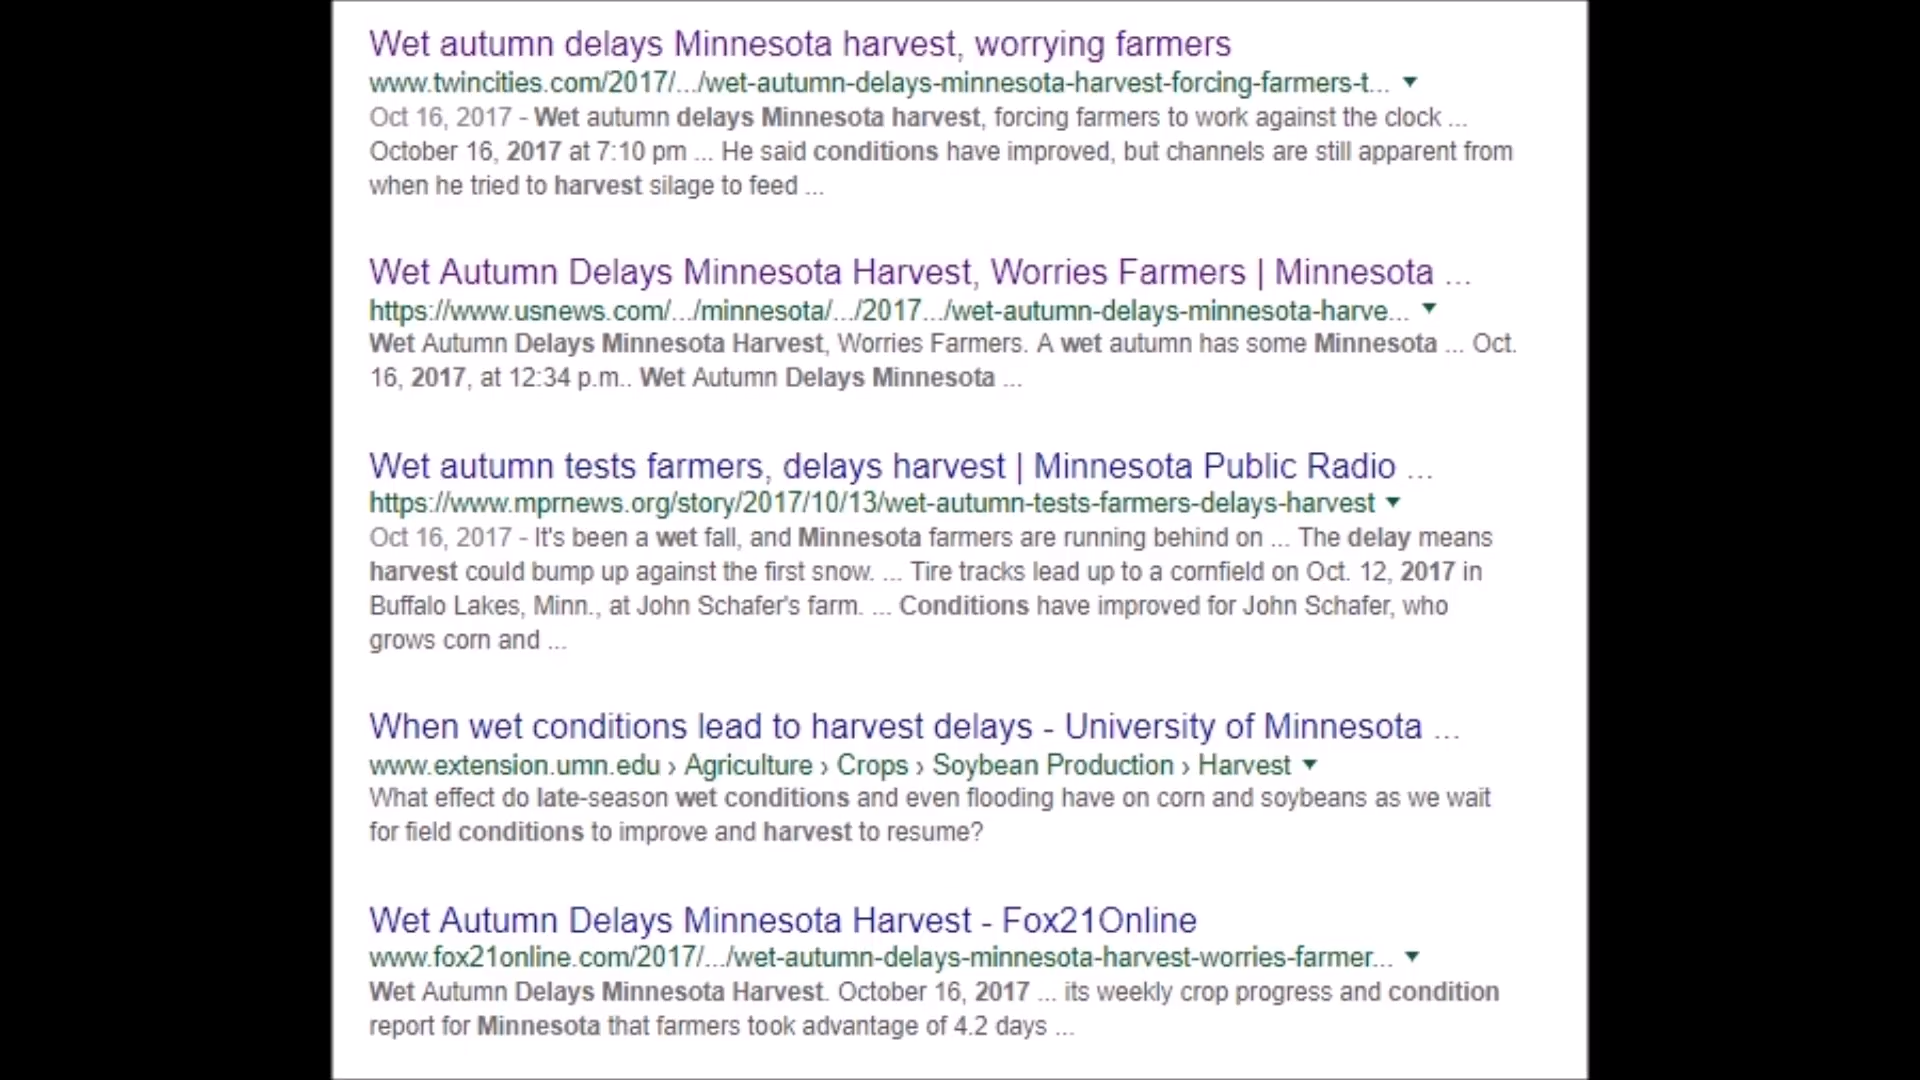 Wet autumn delays Minnesota harvest, worrying farmers
www.twincities.com/2017/.../wet-autumn-delays-minnesota-harvest-forcing-farmers-t...
Oct 16, 2017 - Wet autumn delays Minnesota harvest, forcing farmers to work against the clock ...
October 16, 2017 at 7:10 pm ... He said conditions have improved, but channels are still apparent from
when he tried to harvest silage to feed ...
Wet Autumn Delays Minnesota Harvest, Worries Farmers | Minnesota ...
https://www.usnews.com/.../minnesota/.../2017.../wet-autumn-delays-minnesota-harve...
Wet Autumn Delays Minnesota Harvest, Worries Farmers. A wet autumn has some Minnesota ... Oct.
16, 2017, at 12:34 p.m.. Wet Autumn Delays Minnesota ...
Wet autumn tests farmers, delays harvest | Minnesota Public Radio ...
https://www.mprnews.org/story/2017/10/13/wet-autumn-tests-farmers-delays-harvest
Oct 16, 2017 - It's been a wet fall, and Minnesota farmers are running behind on ... The delay means
harvest could bump up against the first snow. ... Tire tracks lead up to a cornfield on Oct. 12, 2017 in
Buffalo Lakes, Minn., at John Schafer's farm. ... Conditions have improved for John Schafer, who
grows corn and ...
When wet conditions lead to harvest delays - University of Minnesota ...
www.extension.umn.edu › Agriculture › Crops › Soybean Production › Harvest
What effect do late-season wet conditions and even flooding have on corn and soybeans as we wait
for field conditions to improve and harvest to resume?
Wet Autumn Delays Minnesota Harvest - Fox21Online
www.fox21online.com/2017/.../wet-autumn-delays-minnesota-harvest-worries-farmer...
Wet Autumn Delays Minnesota Harvest. October 16, 2017 ... its weekly crop progress and condition
report for Minnesota that farmers took advantage of 4.2 days ...